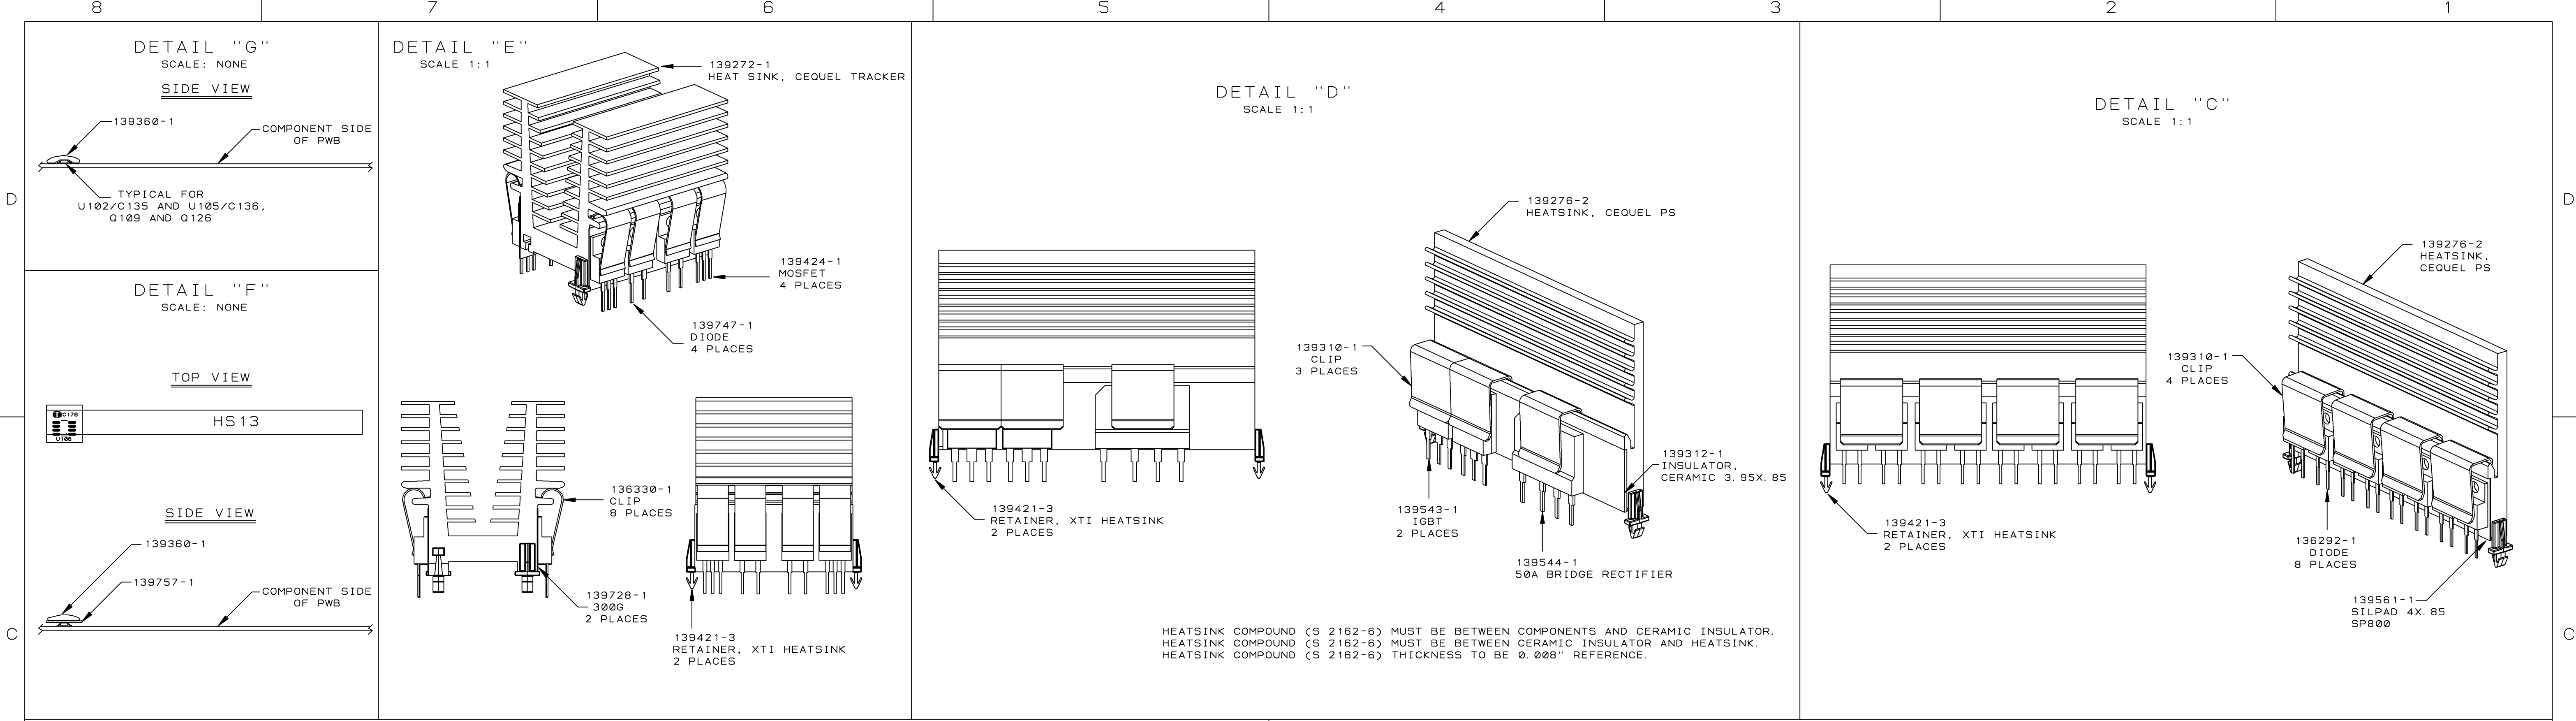 8 7 6 5 4 3 2 1
D
C
DETAIL "G"
SCALE: NONE
SIDE VIEW
139360-1
COMPONENT SIDE
OF PWB
TYPICAL FOR
U102/C135 AND U105/C136,
Q109 AND Q126
DETAIL "F"
SCALE: NONE
TOP VIEW
C176
U106
HS13
SIDE VIEW
139360-1
139757-1
COMPONENT SIDE
OF PWB
DETAIL "E"
SCALE 1:1
139272-1
HEAT SINK, CEQUEL TRACKER
139424-1
MOSFET
4 PLACES
139747-1
DIODE
4 PLACES
136330-1
CLIP
8 PLACES
139728-1
300G
2 PLACES
139421-3
RETAINER, XTI HEATSINK
2 PLACES
DETAIL "D"
SCALE 1:1
139276-2
HEATSINK, CEQUEL PS
139310-1
CLIP
3 PLACES
139421-3
RETAINER, XTI HEATSINK
2 PLACES
139543-1
IGBT
2 PLACES
139312-1
INSULATOR,
CERAMIC 3.95X.85
139544-1
50A BRIDGE RECTIFIER
HEATSINK COMPOUND (S 2162-6) MUST BE BETWEEN COMPONENTS AND CERAMIC INSULATOR.
HEATSINK COMPOUND (S 2162-6) MUST BE BETWEEN CERAMIC INSULATOR AND HEATSINK.
HEATSINK COMPOUND (S 2162-6) THICKNESS TO BE 0.008" REFERENCE.
DETAIL "C"
SCALE 1:1
139276-2
HEATSINK,
CEQUEL PS
139310-1
CLIP
4 PLACES
139421-3
RETAINER, XTI HEATSINK
2 PLACES
136292-1
DIODE
8 PLACES
139561-1
SILPAD 4X.85
SP800
D
C